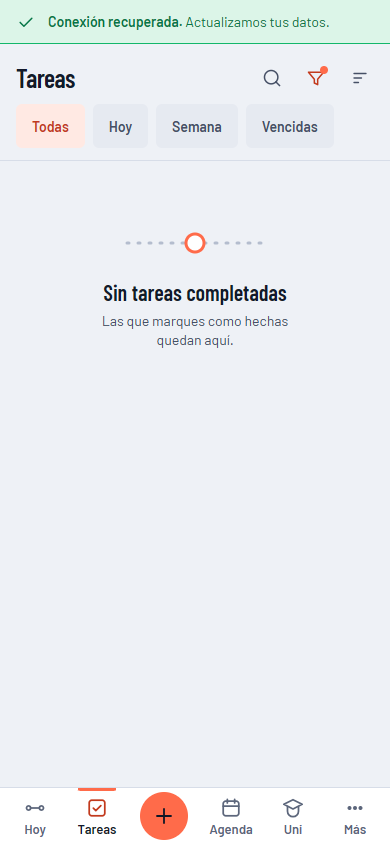 Conexión recuperada. Actualizamos tus datos.
Tareas
Todas Hoy Semana Vencidas
Sin tareas completadas
Las que marques como hechas
quedan aquí.
Hoy Tareas Agenda Uni Más